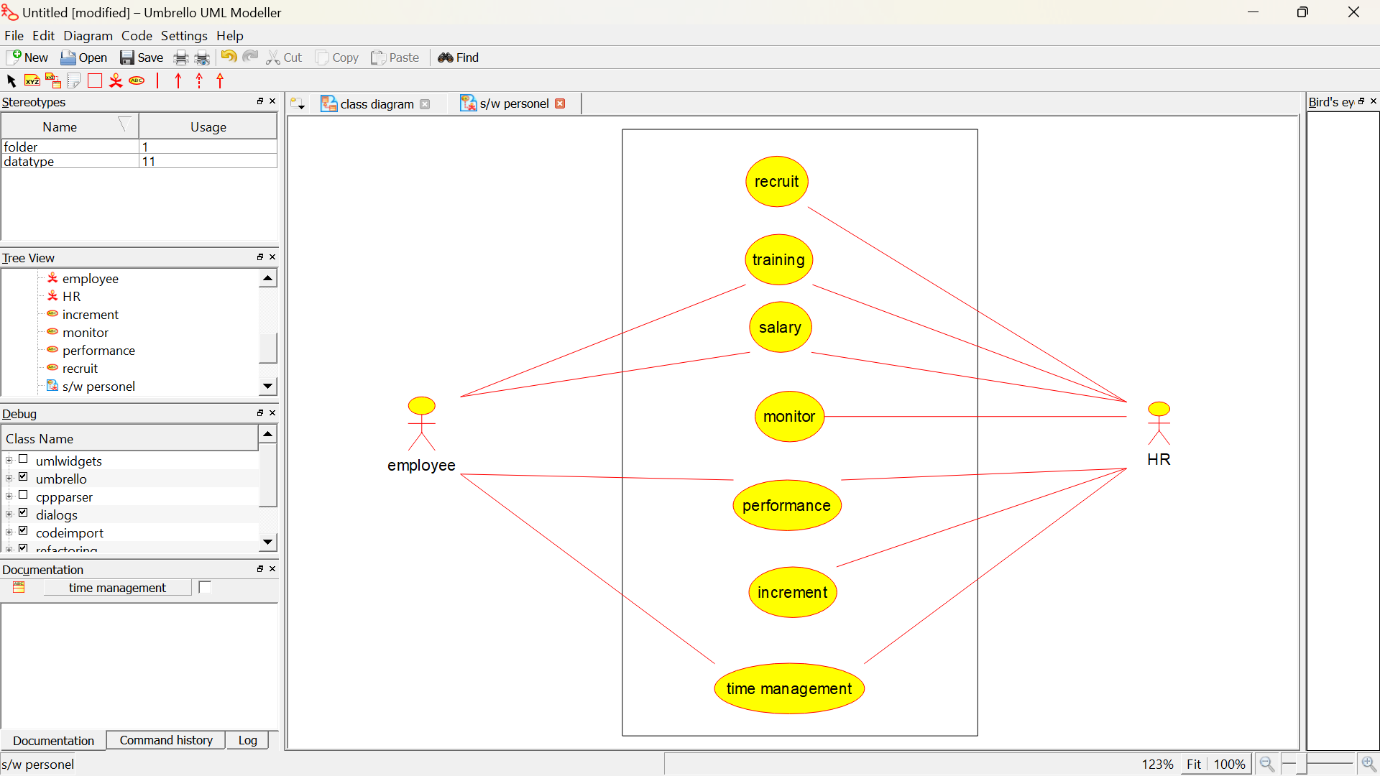 Untitled [modified] – Umbrello UML Modeller
File Edit Diagram Code Settings Help
New Open Save Cut Copy Paste Find
Stereotypes
Name Usage
folder 1
datatype 11
Tree View
employee
HR
increment
monitor
performance
recruit
s/w personel
Debug
Class Name
umlwidgets
umbrello
cppparser
dialogs
codeimport
refactoring
Documentation
time management
Documentation Command history Log
class diagram s/w personel
recruit
training
salary
monitor
employee
HR
performance
increment
time management
Bird's ey
s/w personel 123% Fit 100%